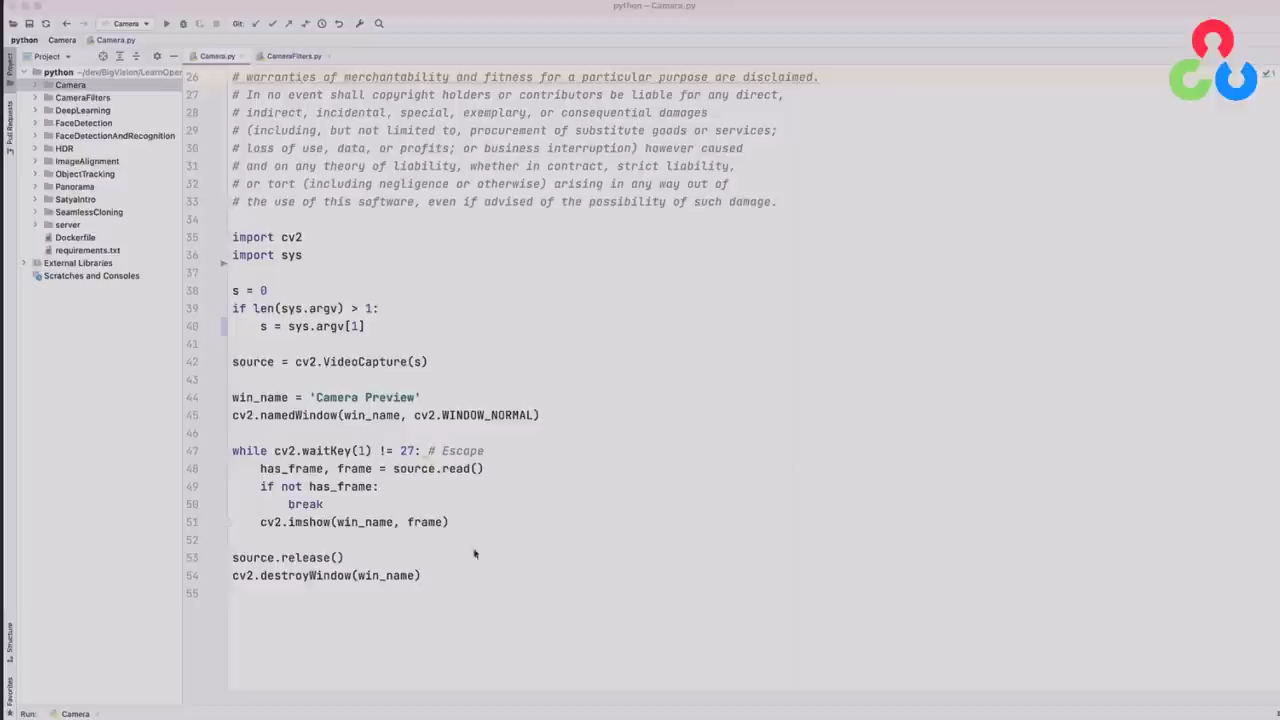 python – Camera.py
Camera
Git:
python Camera Camera.py
Project
Camera.py
CameraFilters.py
Project
Pull Requests
Structure
Favorites
python ~/dev/BigVision/LearnOper
Camera
CameraFilters
DeepLearning
FaceDetection
FaceDetectionAndRecognition
HDR
ImageAlignment
ObjectTracking
Panorama
SatyaIntro
SeamlessCloning
server
Dockerfile
requirements.txt
External Libraries
Scratches and Consoles
26 # warranties of merchantability and fitness for a particular purpose are disclaimed.
27 # In no event shall copyright holders or contributors be liable for any direct,
28 # indirect, incidental, special, exemplary, or consequential damages
29 # (including, but not limited to, procurement of substitute goods or services;
30 # loss of use, data, or profits; or business interruption) however caused
31 # and on any theory of liability, whether in contract, strict liability,
32 # or tort (including negligence or otherwise) arising in any way out of
33 # the use of this software, even if advised of the possibility of such damage.
34
35 import cv2
36 import sys
37
38 s = 0
39 if len(sys.argv) > 1:
40 s = sys.argv[1]
41
42 source = cv2.VideoCapture(s)
43
44 win_name = 'Camera Preview'
45 cv2.namedWindow(win_name, cv2.WINDOW_NORMAL)
46
47 while cv2.waitKey(1) != 27: # Escape
48 has_frame, frame = source.read()
49 if not has_frame:
50 break
51 cv2.imshow(win_name, frame)
52
53 source.release()
54 cv2.destroyWindow(win_name)
55
Run: Camera